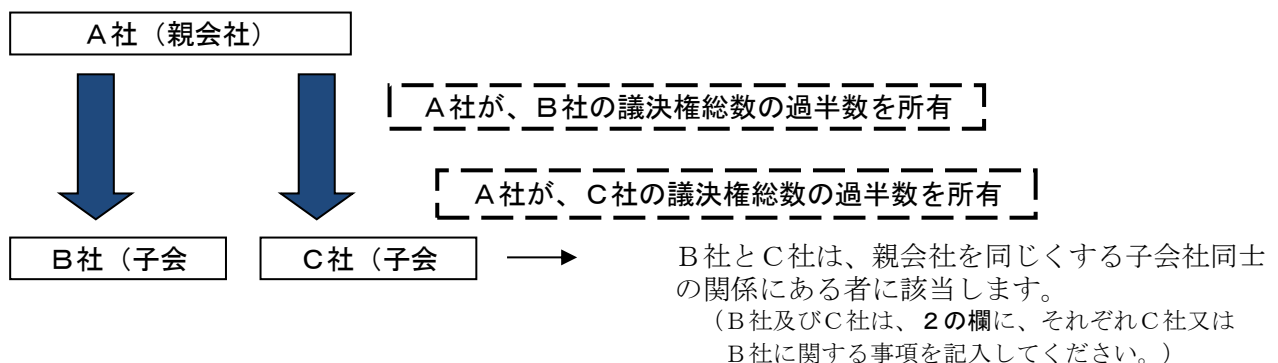 A社（親会社）
A社が、B社の議決権総数の過半数を所有
A社が、C社の議決権総数の過半数を所有
B社（子会
C社（子会
B社とC社は、親会社を同じくする子会社同士
の関係にある者に該当します。
（B社及びC社は、２の欄に、それぞれC社又は
B社に関する事項を記入してください。）